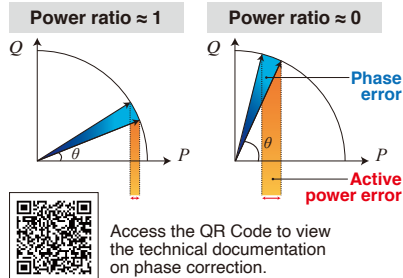 Power ratio ≈ 1
Power ratio ≈ 0
Q
θ
P
Q
θ
P
Phase
error
Active
power error
Access the QR Code to view
the technical documentation
on phase correction.